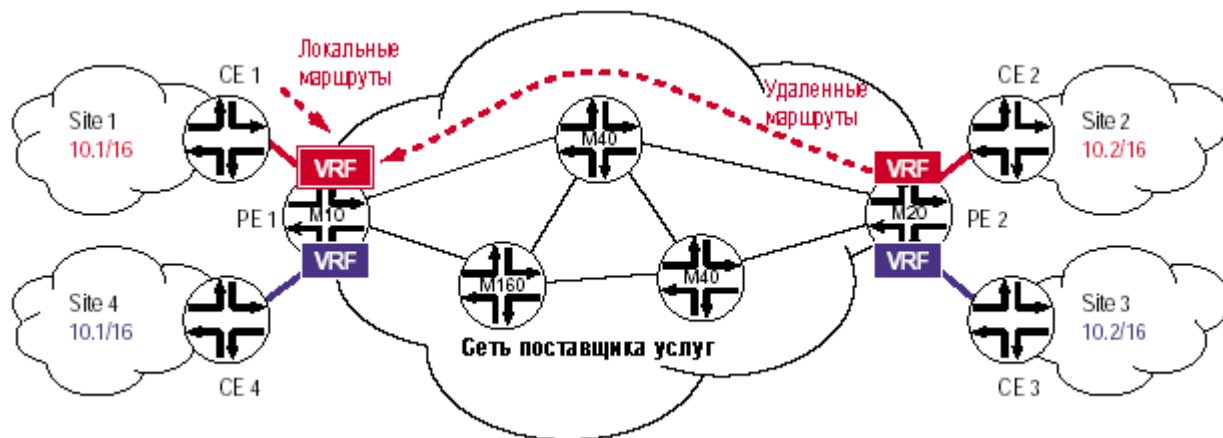 Локальные
маршруты
CE 1
Site 1
10.1/16
VRF
M10
PE 1
VRF
Site 4
10.1/16
CE 4
M40
M160
M40
Сеть поставщика услуг
Удаленные
маршруты
VRF
M20
PE 2
VRF
CE 2
Site 2
10.2/16
Site 3
10.2/16
CE 3